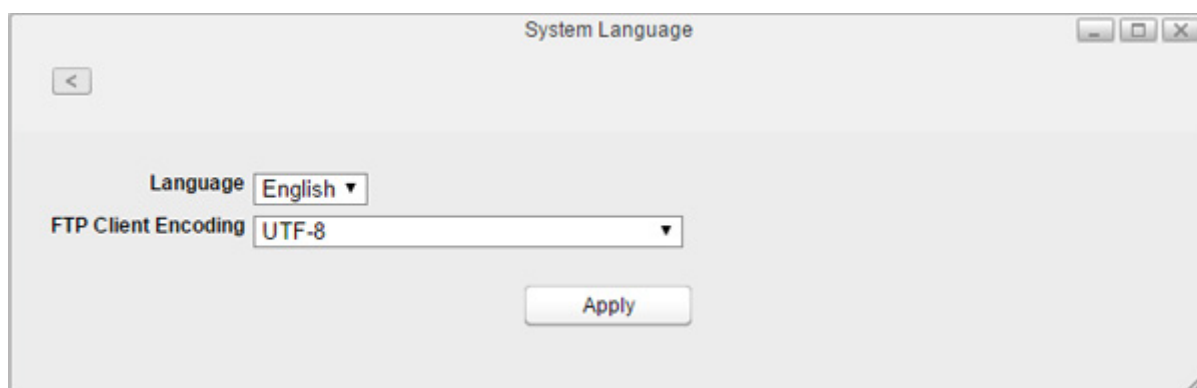 System Language
<
Language English
FTP Client Encoding UTF-8
Apply